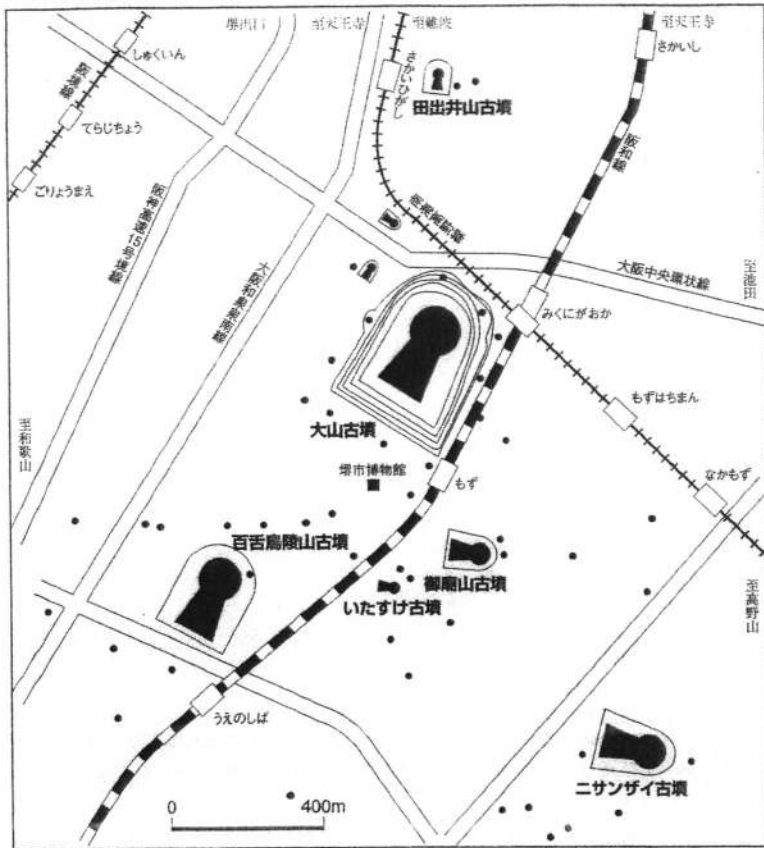 堺出口
至天王寺
至難波
至天王寺
しゅくいん
さかいひがし
さかいし
田出井山古墳
阪堺線
てらじちょう
阪和線
ごりょうまえ
阪神高速15号堺線
大阪和泉泉南線
大阪中央環状線
至池田
みくにがおか
もずはちまん
大山古墳
至和歌山
堺市博物館
もず
なかもず
百舌鳥陵山古墳
御廟山古墳
いたすけ古墳
至高野山
うえのしば
ニサンザイ古墳
0 400m